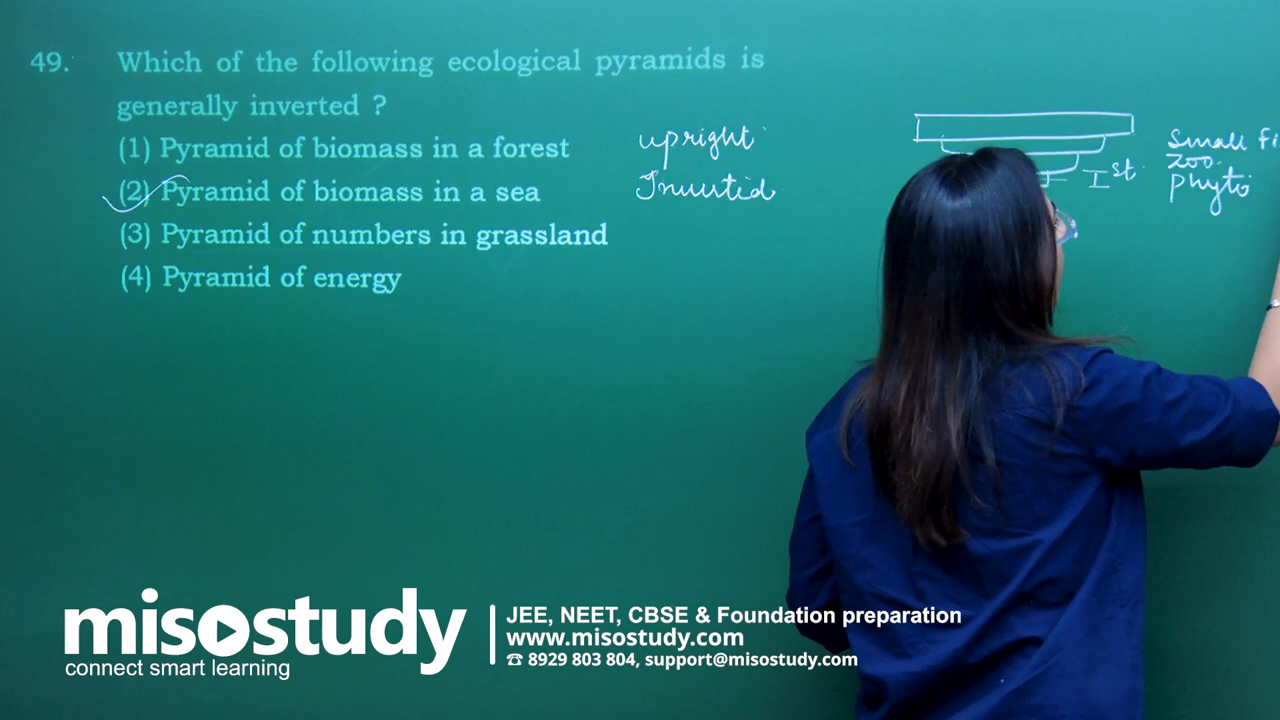 49. Which of the following ecological pyramids is
generally inverted ?
(1) Pyramid of biomass in a forest
(2) Pyramid of biomass in a sea
(3) Pyramid of numbers in grassland
(4) Pyramid of energy
upright
Inverted
Ist
Small Fi
Zoo.
Phyto
misostudy
connect smart learning
JEE, NEET, CBSE & Foundation preparation
www.misostudy.com
☎ 8929 803 804, support@misostudy.com